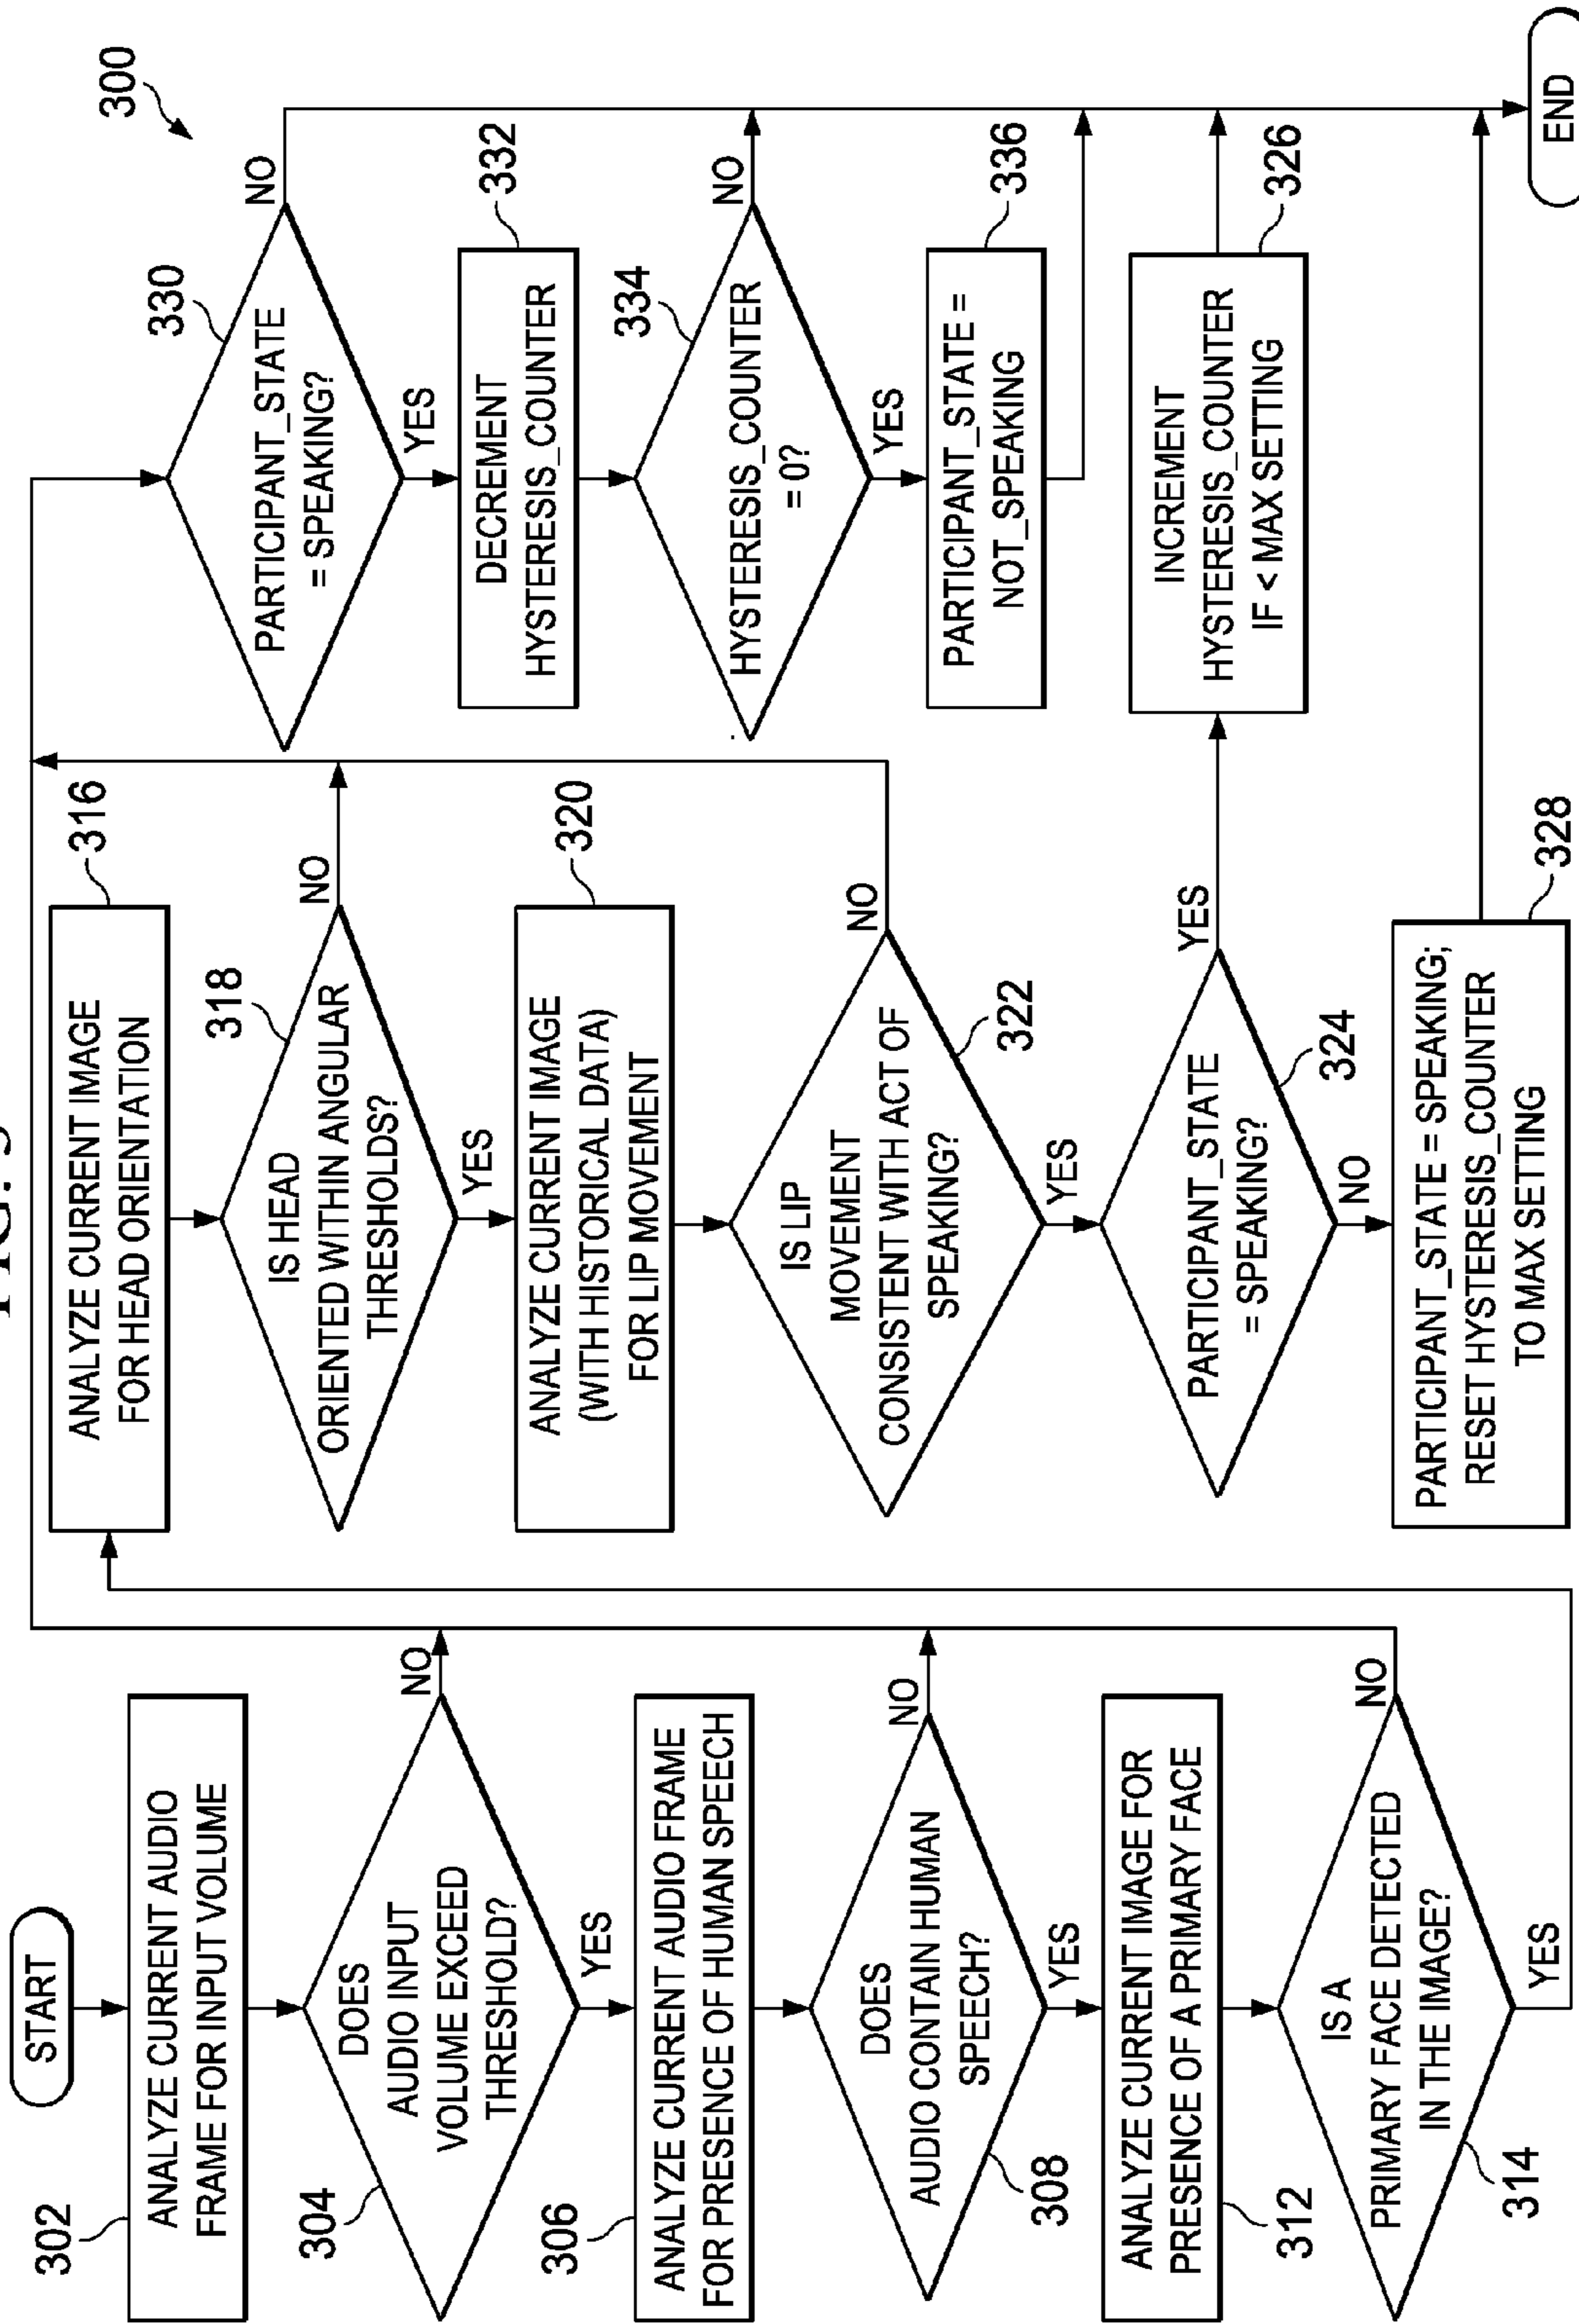 START
302
ANALYZE CURRENT AUDIO
FRAME FOR INPUT VOLUME
304
DOES
AUDIO INPUT
VOLUME EXCEED
THRESHOLD?
NO
YES
306
ANALYZE CURRENT AUDIO FRAME
FOR PRESENCE OF HUMAN SPEECH
DOES
AUDIO CONTAIN HUMAN
SPEECH?
308
NO
YES
ANALYZE CURRENT IMAGE FOR
PRESENCE OF A PRIMARY FACE
312
IS A
PRIMARY FACE DETECTED
IN THE IMAGE?
314
NO
YES
316
ANALYZE CURRENT IMAGE
FOR HEAD ORIENTATION
318
IS HEAD
ORIENTED WITHIN ANGULAR
THRESHOLDS?
NO
YES
320
ANALYZE CURRENT IMAGE
(WITH HISTORICAL DATA)
FOR LIP MOVEMENT
IS LIP
MOVEMENT
CONSISTENT WITH ACT OF
SPEAKING?
322
NO
YES
PARTICIPANT_STATE
= SPEAKING?
324
YES
NO
PARTICIPANT_STATE = SPEAKING;
RESET HYSTERESIS_COUNTER
TO MAX SETTING
328
300
330
PARTICIPANT_STATE
= SPEAKING?
NO
YES
332
DECREMENT
HYSTERESIS_COUNTER
334
HYSTERESIS_COUNTER
= 0?
NO
YES
336
PARTICIPANT_STATE =
NOT_SPEAKING
INCREMENT
HYSTERESIS_COUNTER
IF < MAX SETTING
326
END